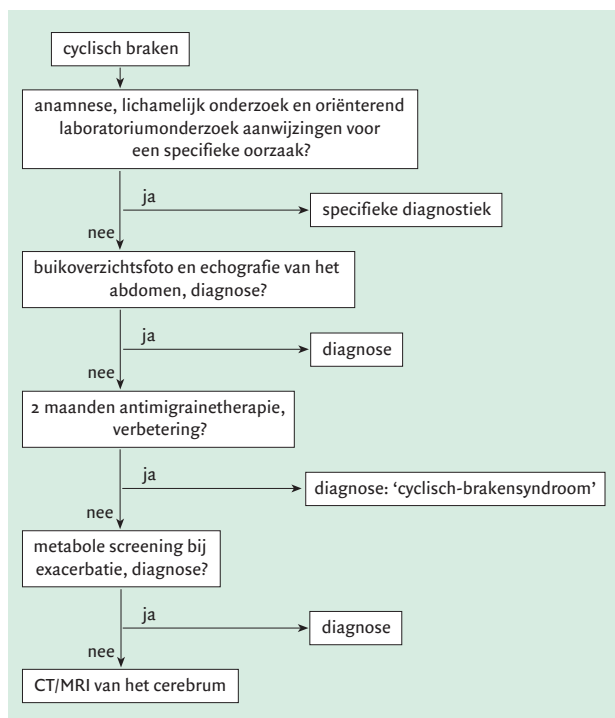 cyclisch braken
anamnese, lichamelijk onderzoek en oriënterend
laboratoriumonderzoek aanwijzingen voor
een specifieke oorzaak?
ja
specifieke diagnostiek
nee
buikoverzichtsfoto en echografie van het
abdomen, diagnose?
ja
diagnose
nee
2 maanden antimigrainetherapie,
verbetering?
ja
diagnose: ‘cyclisch-brakensyndroom’
nee
metabole screening bij
exacerbatie, diagnose?
ja
diagnose
nee
CT/MRI van het cerebrum